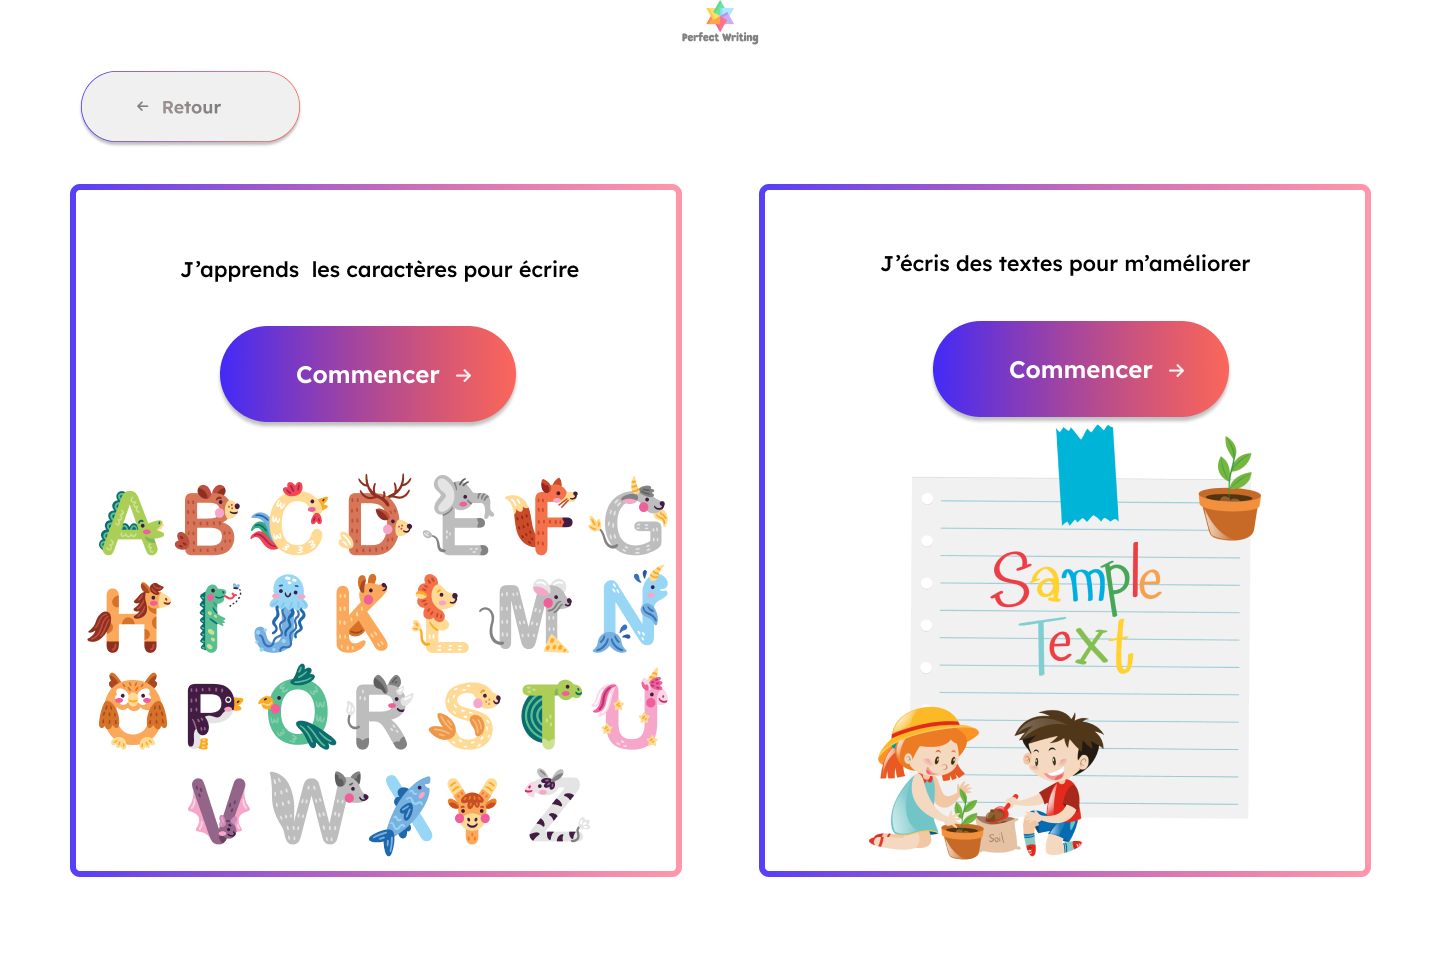 Perfect Writing
← Retour
J’apprends  les caractères pour écrire
Commencer →
A B C D E F G
H I J K L M N
O P Q R S T U
V W X Y Z
J’écris des textes pour m’améliorer
Commencer →
Sample
Text
Soil